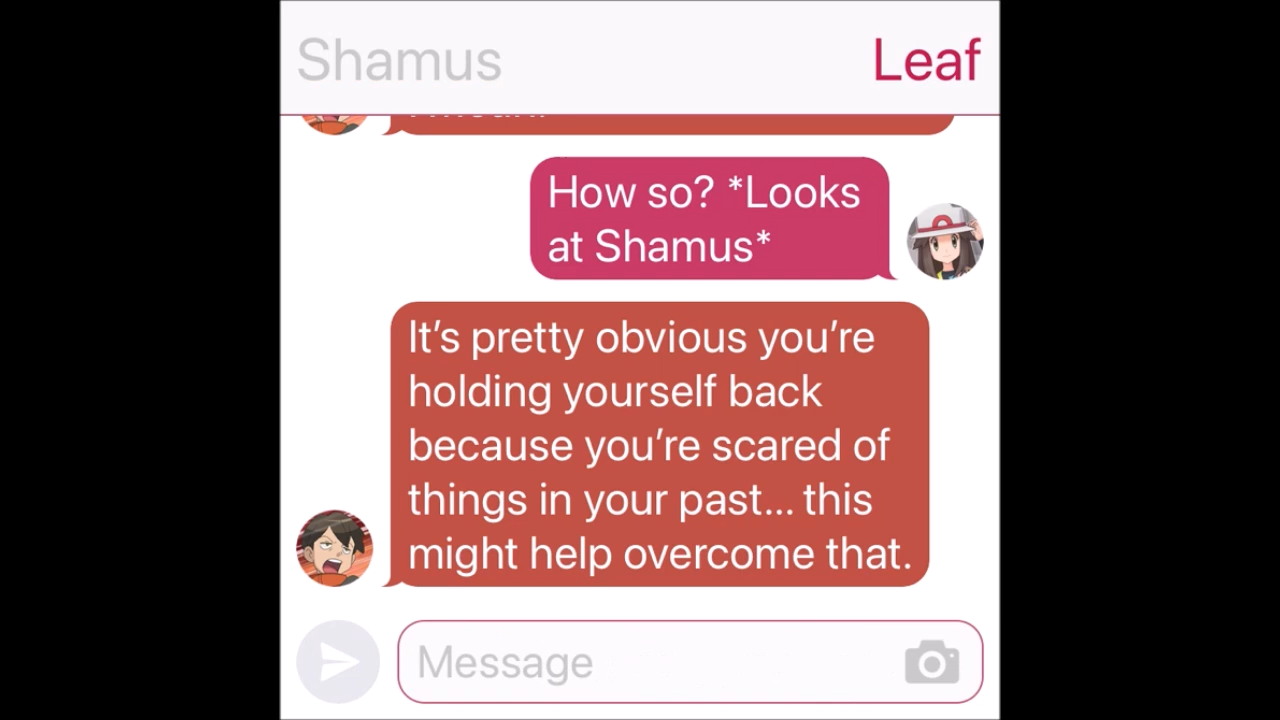 Shamus
Leaf
How so? *Looks
at Shamus*
It’s pretty obvious you’re
holding yourself back
because you’re scared of
things in your past... this
might help overcome that.
Message